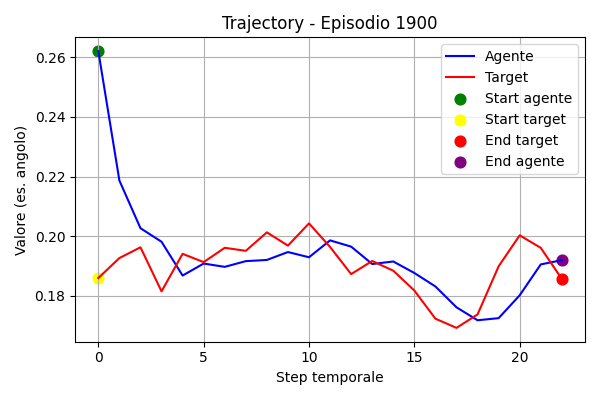 Trajectory - Episodio 1900
Valore (es. angolo)
0.26
0.24
0.22
0.20
0.18
0
5
10
15
20
Step temporale
Agente
Target
Start agente
Start target
End target
End agente